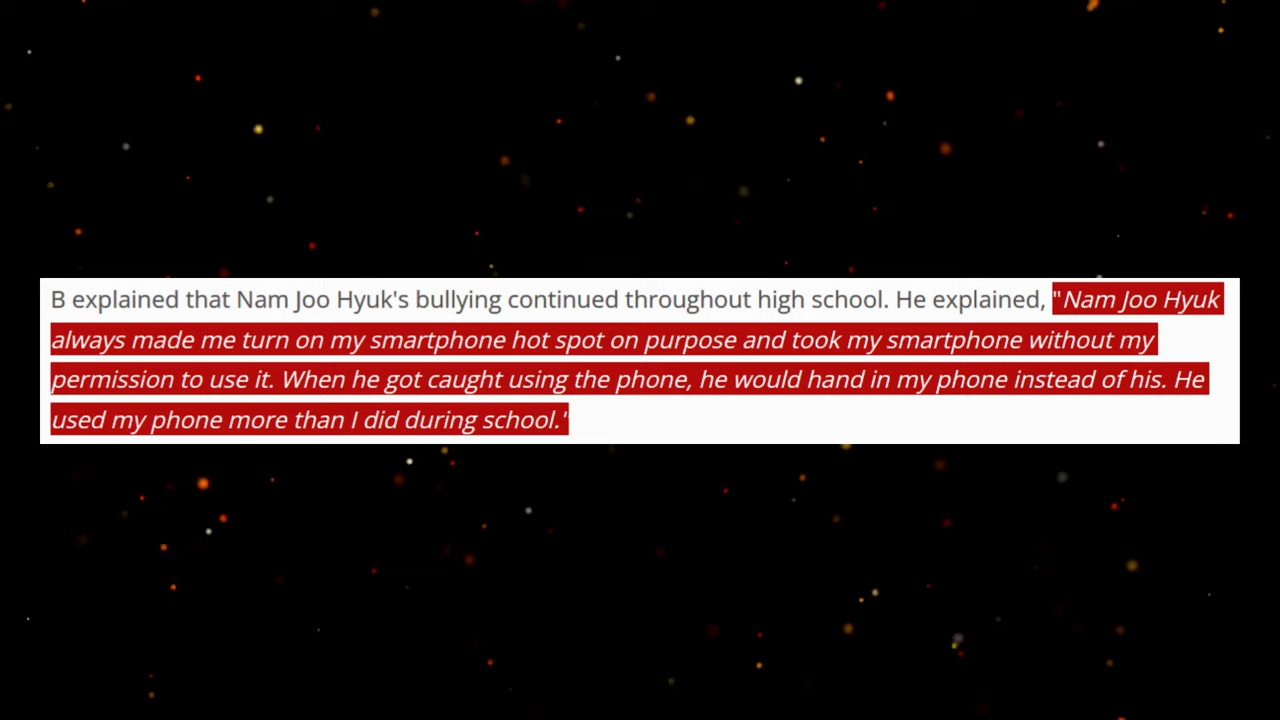 B explained that Nam Joo Hyuk's bullying continued throughout high school. He explained, "Nam Joo Hyuk
always made me turn on my smartphone hot spot on purpose and took my smartphone without my
permission to use it. When he got caught using the phone, he would hand in my phone instead of his. He
used my phone more than I did during school."